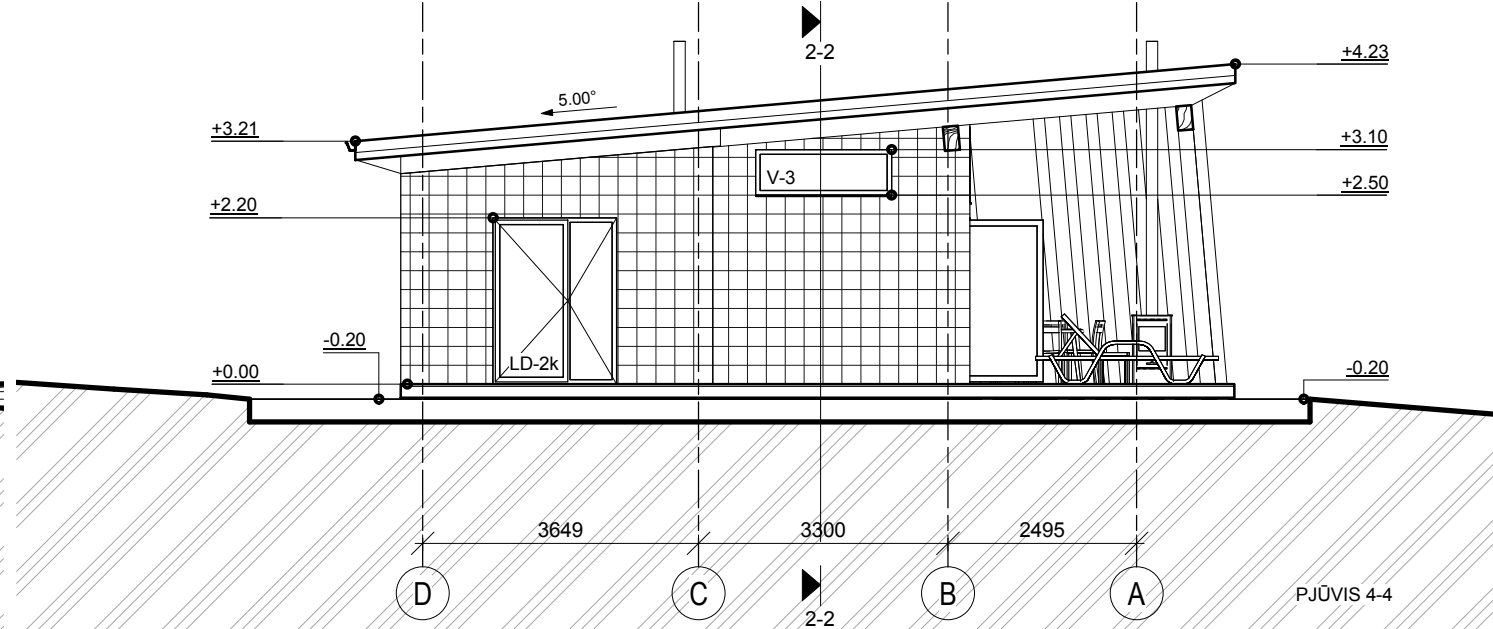 2-2
+4.23
5.00°
+3.21
+3.10
V-3
+2.50
+2.20
-0.20
LD-2k
+0.00
-0.20
3649
3300
2495
D
C
B
A
PJŪVIS 4-4
2-2